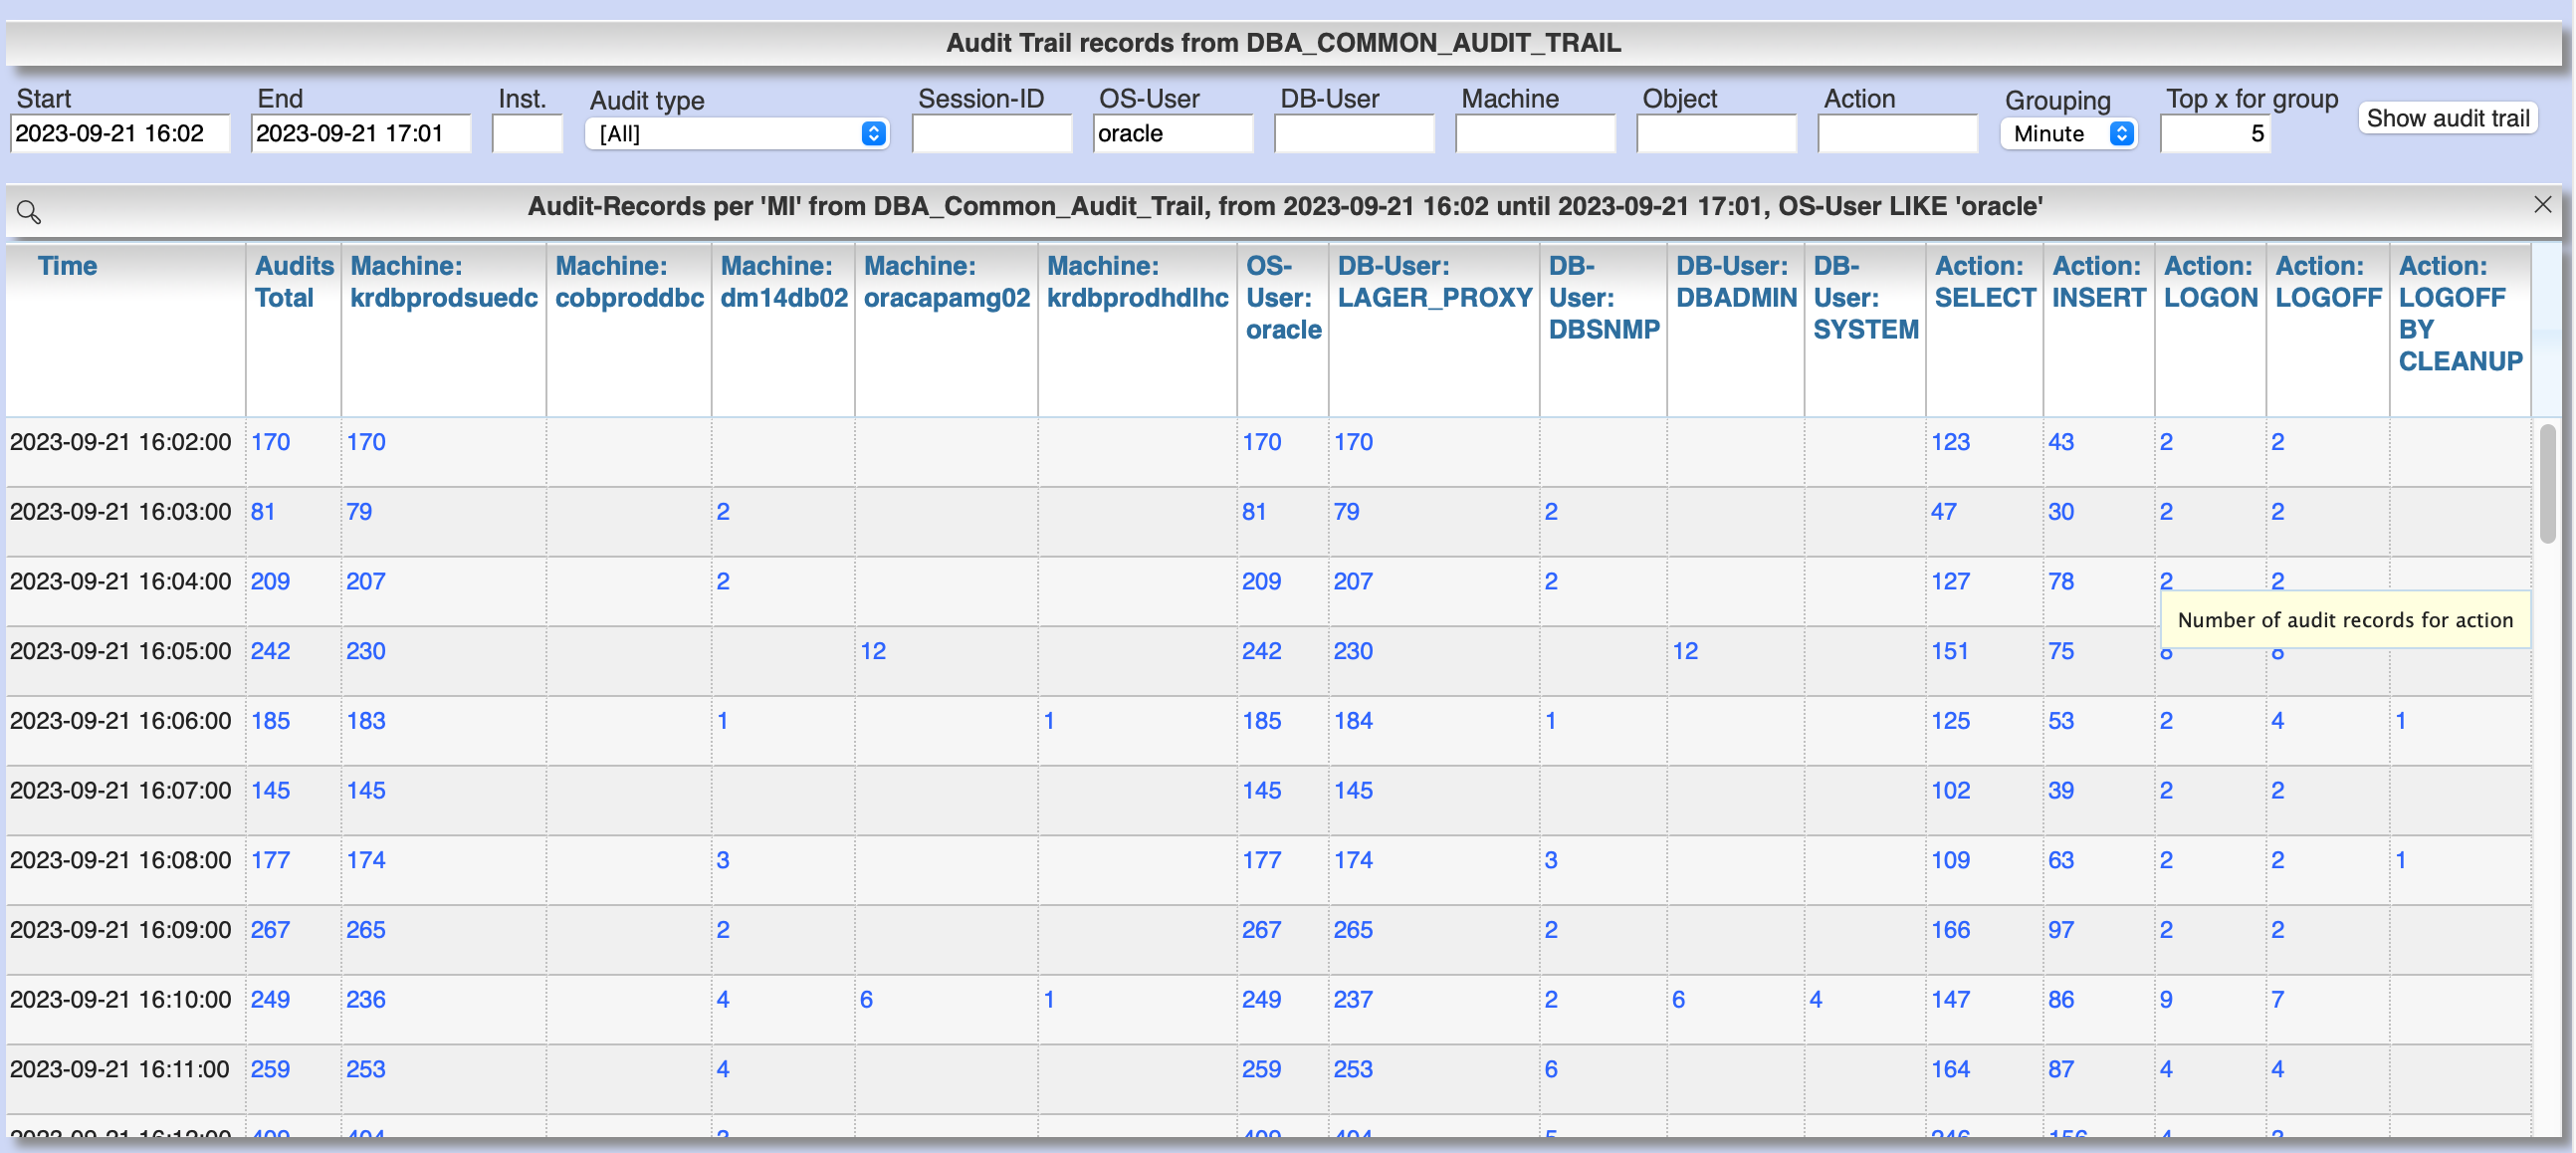 Audit Trail records from DBA_COMMON_AUDIT_TRAIL
Start End Inst. Audit type Session-ID OS-User DB-User Machine Object Action Grouping Top x for group
2023-09-21 16:02 2023-09-21 17:01 [All] oracle Minute 5 Show audit trail
Audit-Records per 'MI' from DBA_Common_Audit_Trail, from 2023-09-21 16:02 until 2023-09-21 17:01, OS-User LIKE 'oracle'
Time Audits Machine: Machine: Machine: Machine: Machine: OS- DB-User: DB- DB-User: DB- Action: Action: Action: Action: Action:
Total krdbprodsuedc cobproddbc dm14db02 oracapamg02 krdbprodhdlhc User: LAGER_PROXY User: DBADMIN User: SELECT INSERT LOGON LOGOFF LOGOFF
oracle DBSNMP SYSTEM BY
CLEANUP
2023-09-21 16:02:00 170 170 170 170 123 43 2 2
2023-09-21 16:03:00 81 79 2 81 79 2 47 30 2 2
2023-09-21 16:04:00 209 207 2 209 207 2 127 78 2 2
Number of audit records for action
2023-09-21 16:05:00 242 230 12 242 230 12 151 75 8 8
2023-09-21 16:06:00 185 183 1 1 185 184 1 125 53 2 4 1
2023-09-21 16:07:00 145 145 145 145 102 39 2 2
2023-09-21 16:08:00 177 174 3 177 174 3 109 63 2 2 1
2023-09-21 16:09:00 267 265 2 267 265 2 166 97 2 2
2023-09-21 16:10:00 249 236 4 6 1 249 237 2 6 4 147 86 9 7
2023-09-21 16:11:00 259 253 4 259 253 6 164 87 4 4